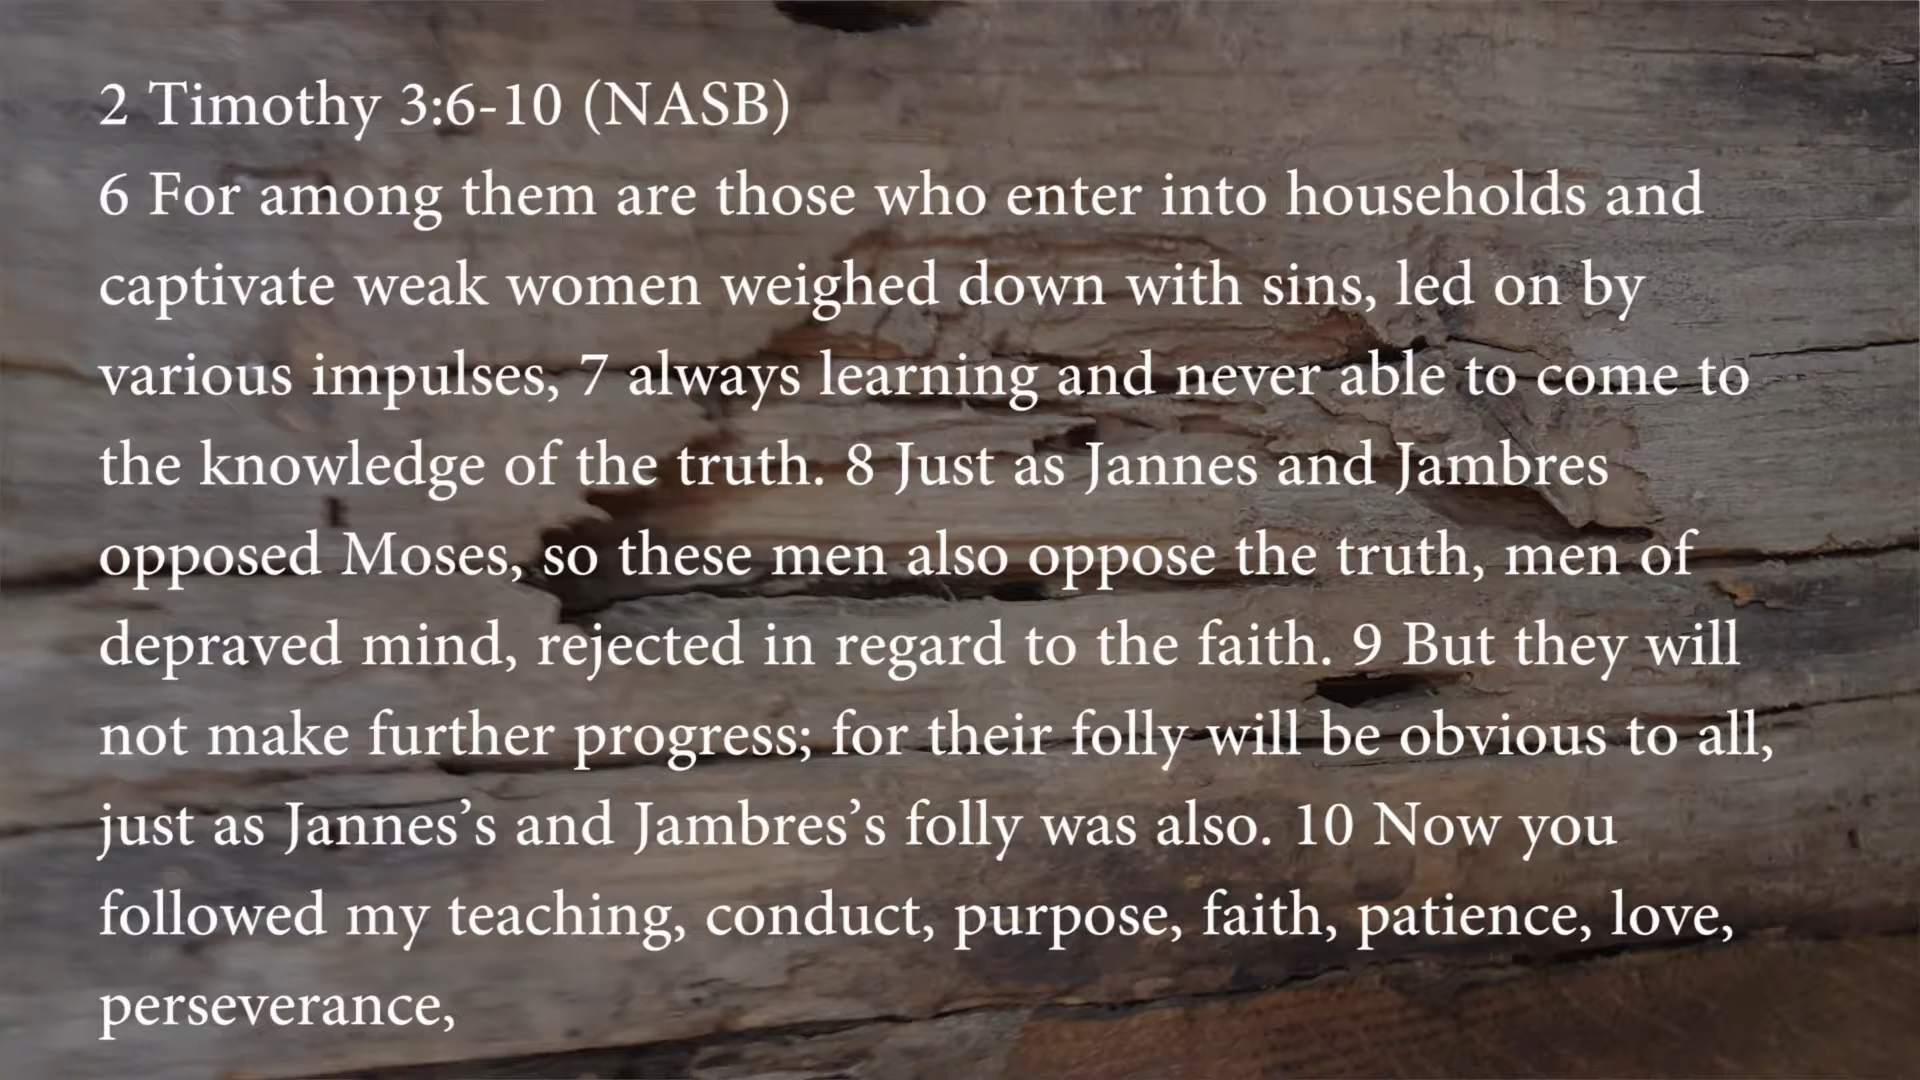 2 Timothy 3:6-10 (NASB)
6 For among them are those who enter into households and
captivate weak women weighed down with sins, led on by
various impulses, 7 always learning and never able to come to
the knowledge of the truth. 8 Just as Jannes and Jambres
opposed Moses, so these men also oppose the truth, men of
depraved mind, rejected in regard to the faith. 9 But they will
not make further progress; for their folly will be obvious to all,
just as Jannes’s and Jambres’s folly was also. 10 Now you
followed my teaching, conduct, purpose, faith, patience, love,
perseverance,